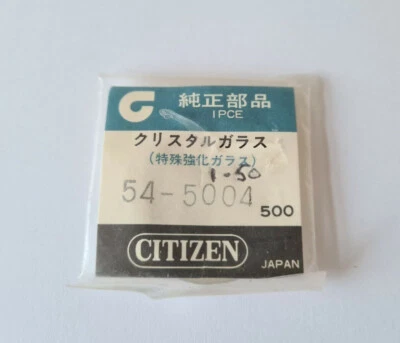 純正部品
1PCE
クリスタルガラス
(特殊強化ガラス)
1-50
54-5004
500
CITIZEN
JAPAN